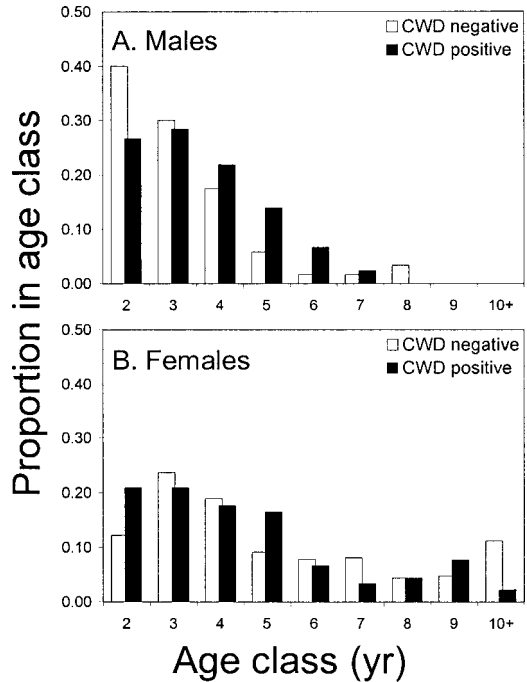 Proportion in age class
0.50
A. Males
CWD negative
CWD positive
0.40
0.30
0.20
0.10
0.00
2 3 4 5 6 7 8 9 10+
0.50
B. Females
CWD negative
CWD positive
0.40
0.30
0.20
0.10
0.00
2 3 4 5 6 7 8 9 10+
Age class (yr)